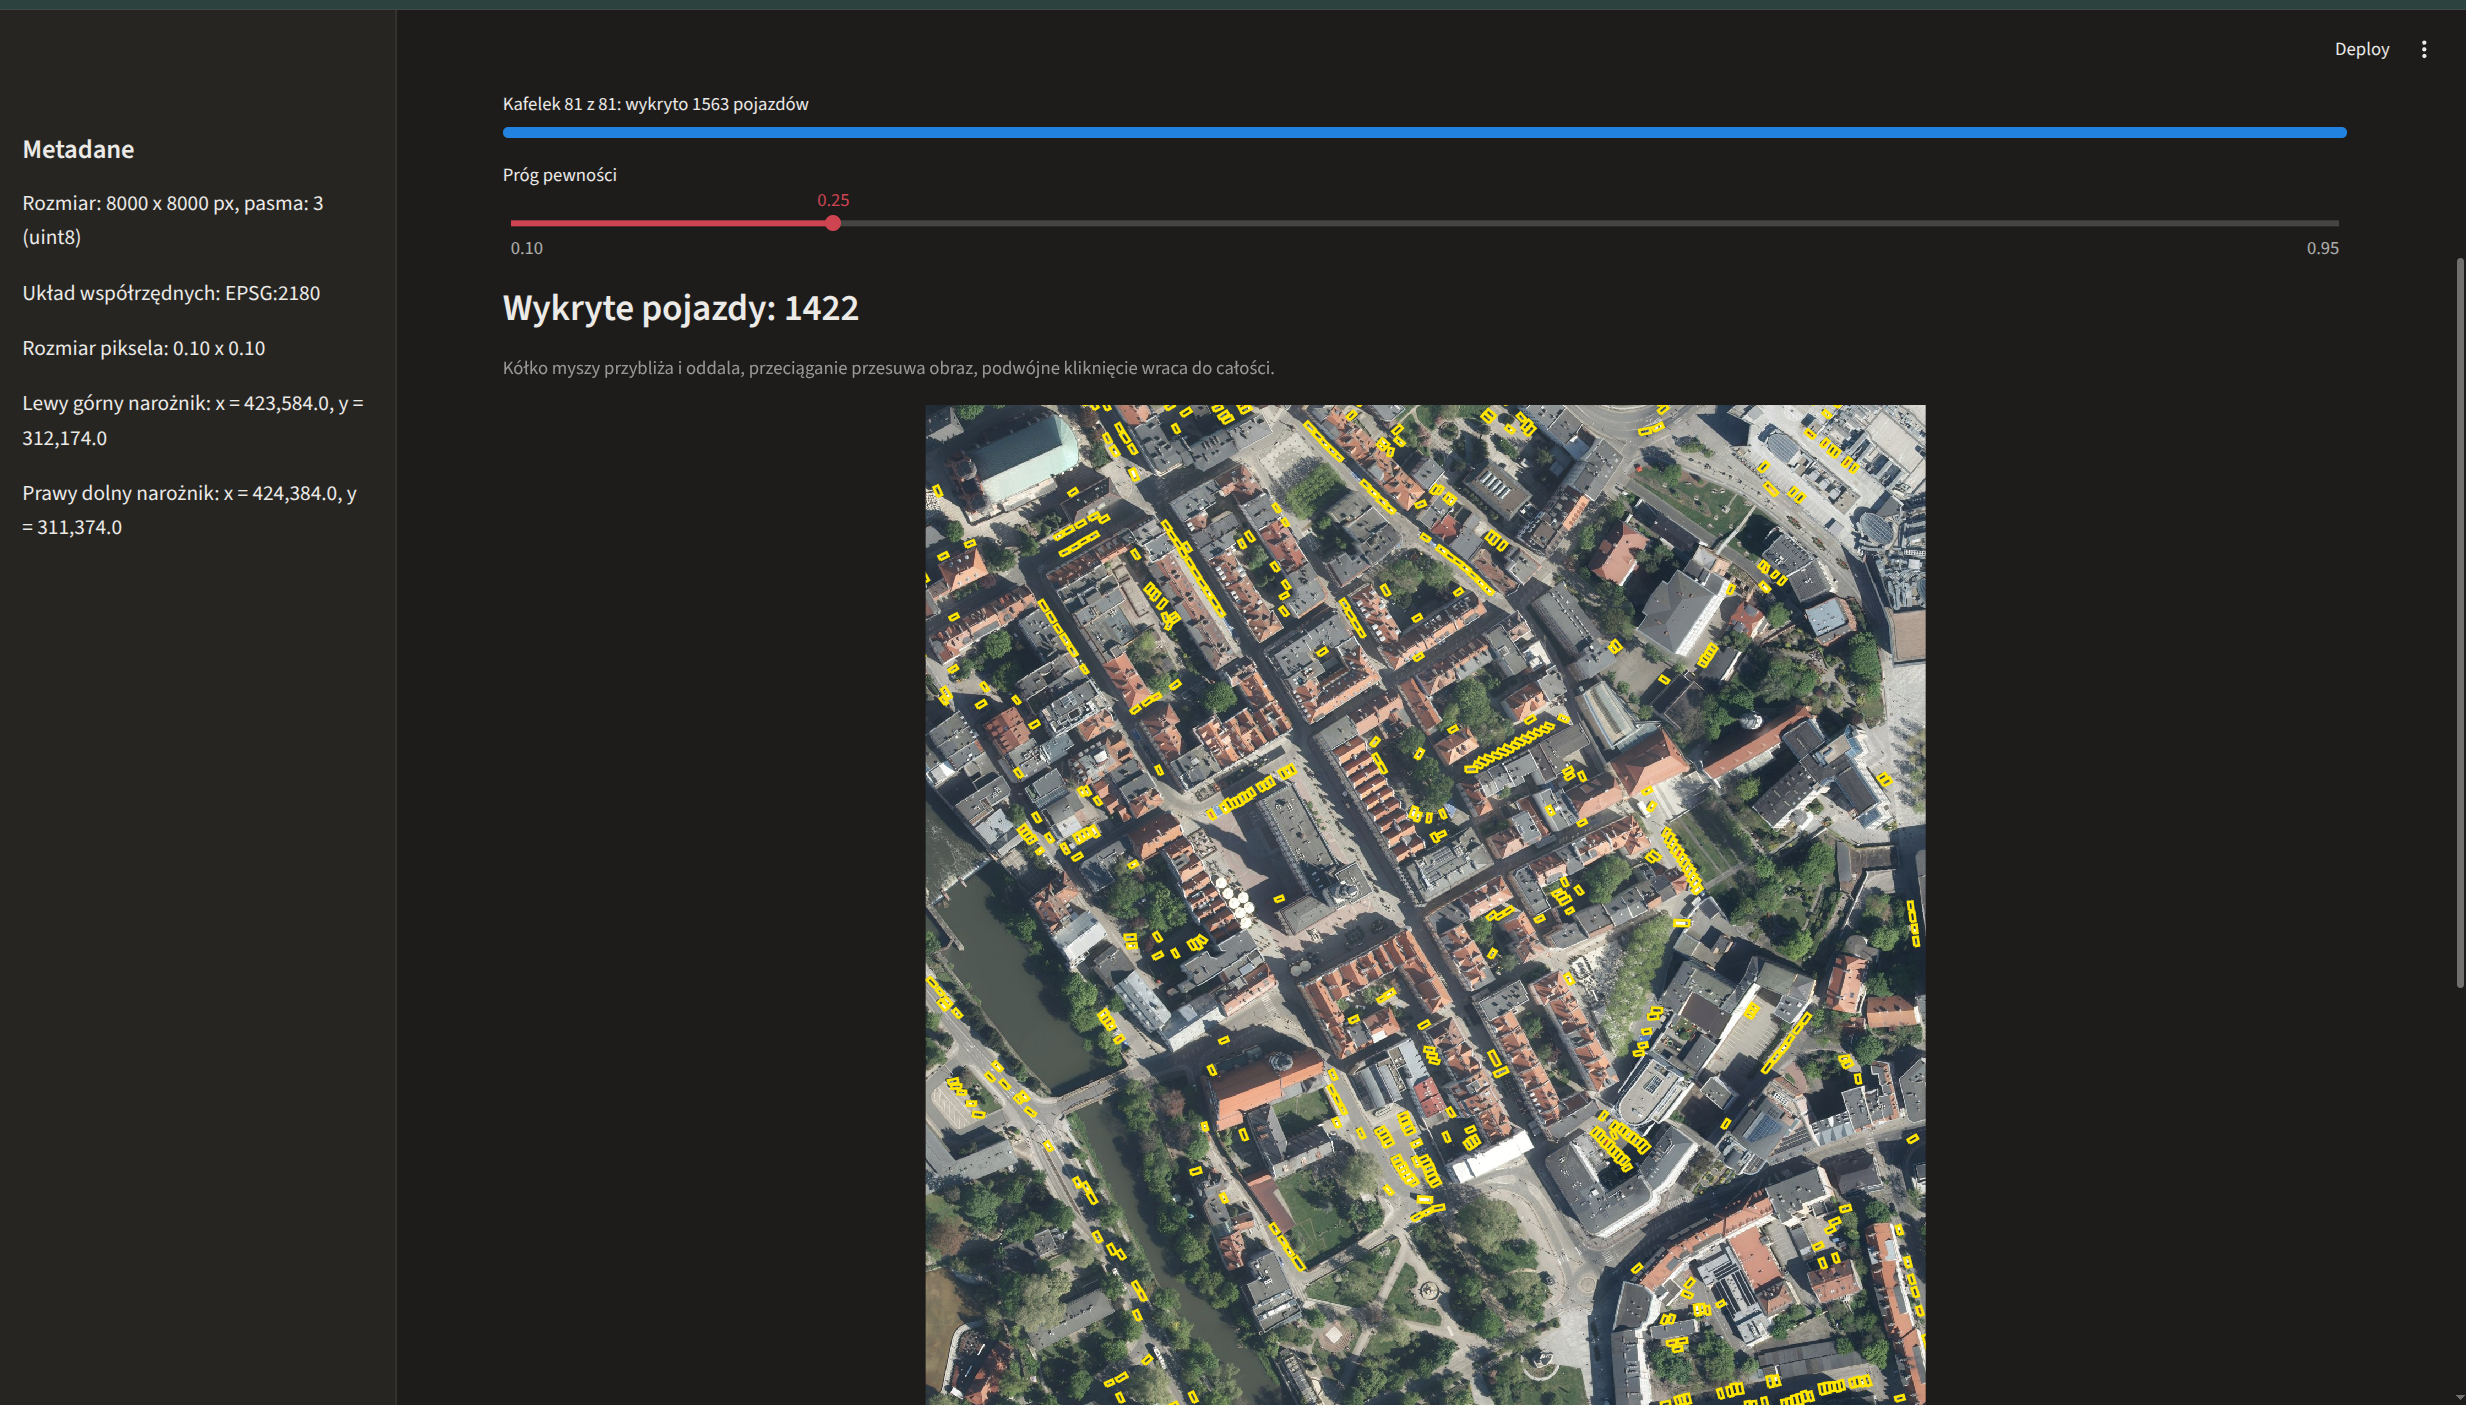 Deploy
Metadane
Rozmiar: 8000 x 8000 px, pasma: 3
(uint8)
Układ współrzędnych: EPSG:2180
Rozmiar piksela: 0.10 x 0.10
Lewy górny narożnik: x = 423,584.0, y =
312,174.0
Prawy dolny narożnik: x = 424,384.0, y
= 311,374.0
Kafelek 81 z 81: wykryto 1563 pojazdów
Próg pewności
0.25
0.10
0.95
Wykryte pojazdy: 1422
Kółko myszy przybliża i oddala, przeciąganie przesuwa obraz, podwójne kliknięcie wraca do całości.